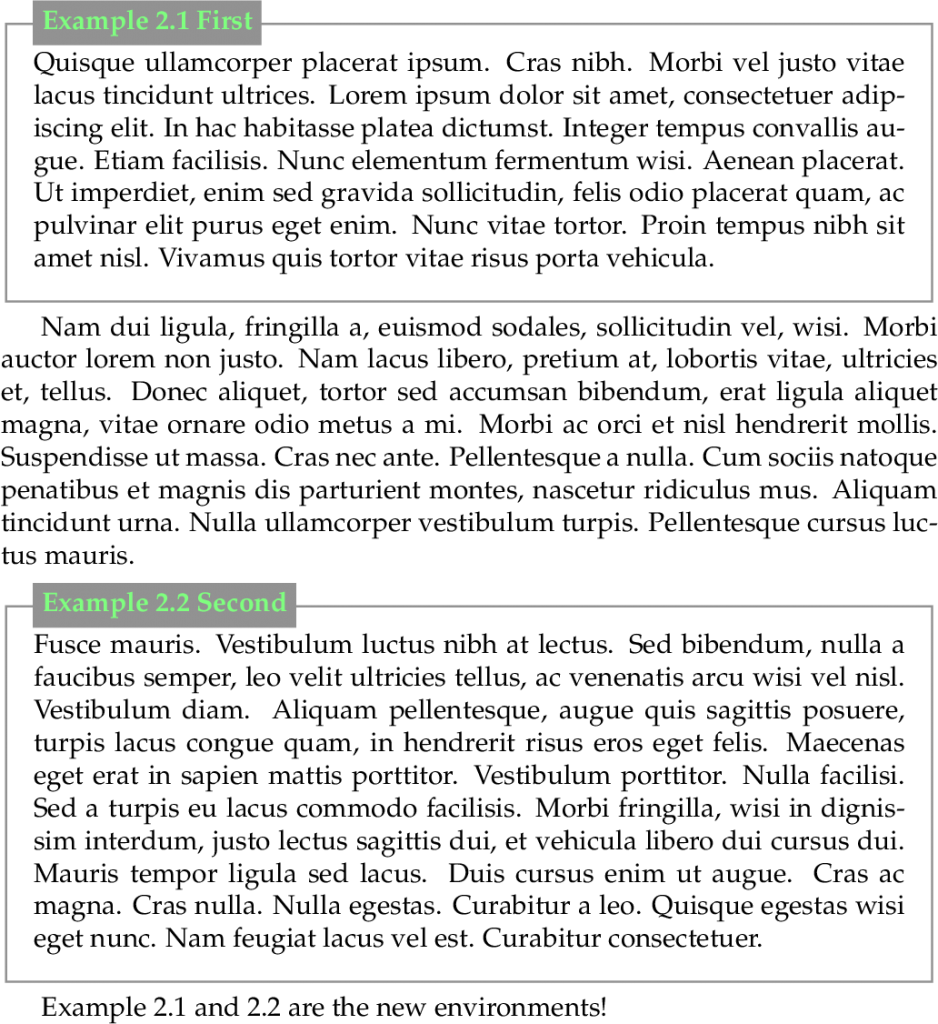 Example 2.1 First
Quisque ullamcorper placerat ipsum. Cras nibh. Morbi vel justo vitae
lacus tincidunt ultrices. Lorem ipsum dolor sit amet, consectetuer adip-
iscing elit. In hac habitasse platea dictumst. Integer tempus convallis au-
gue. Etiam facilisis. Nunc elementum fermentum wisi. Aenean placerat.
Ut imperdiet, enim sed gravida sollicitudin, felis odio placerat quam, ac
pulvinar elit purus eget enim. Nunc vitae tortor. Proin tempus nibh sit
amet nisl. Vivamus quis tortor vitae risus porta vehicula.
Nam dui ligula, fringilla a, euismod sodales, sollicitudin vel, wisi. Morbi
auctor lorem non justo. Nam lacus libero, pretium at, lobortis vitae, ultricies
et, tellus. Donec aliquet, tortor sed accumsan bibendum, erat ligula aliquet
magna, vitae ornare odio metus a mi. Morbi ac orci et nisl hendrerit mollis.
Suspendisse ut massa. Cras nec ante. Pellentesque a nulla. Cum sociis natoque
penatibus et magnis dis parturient montes, nascetur ridiculus mus. Aliquam
tincidunt urna. Nulla ullamcorper vestibulum turpis. Pellentesque cursus luc-
tus mauris.
Example 2.2 Second
Fusce mauris. Vestibulum luctus nibh at lectus. Sed bibendum, nulla a
faucibus semper, leo velit ultricies tellus, ac venenatis arcu wisi vel nisl.
Vestibulum diam. Aliquam pellentesque, augue quis sagittis posuere,
turpis lacus congue quam, in hendrerit risus eros eget felis. Maecenas
eget erat in sapien mattis porttitor. Vestibulum porttitor. Nulla facilisi.
Sed a turpis eu lacus commodo facilisis. Morbi fringilla, wisi in dignis-
sim interdum, justo lectus sagittis dui, et vehicula libero dui cursus dui.
Mauris tempor ligula sed lacus. Duis cursus enim ut augue. Cras ac
magna. Cras nulla. Nulla egestas. Curabitur a leo. Quisque egestas wisi
eget nunc. Nam feugiat lacus vel est. Curabitur consectetuer.
Example 2.1 and 2.2 are the new environments!